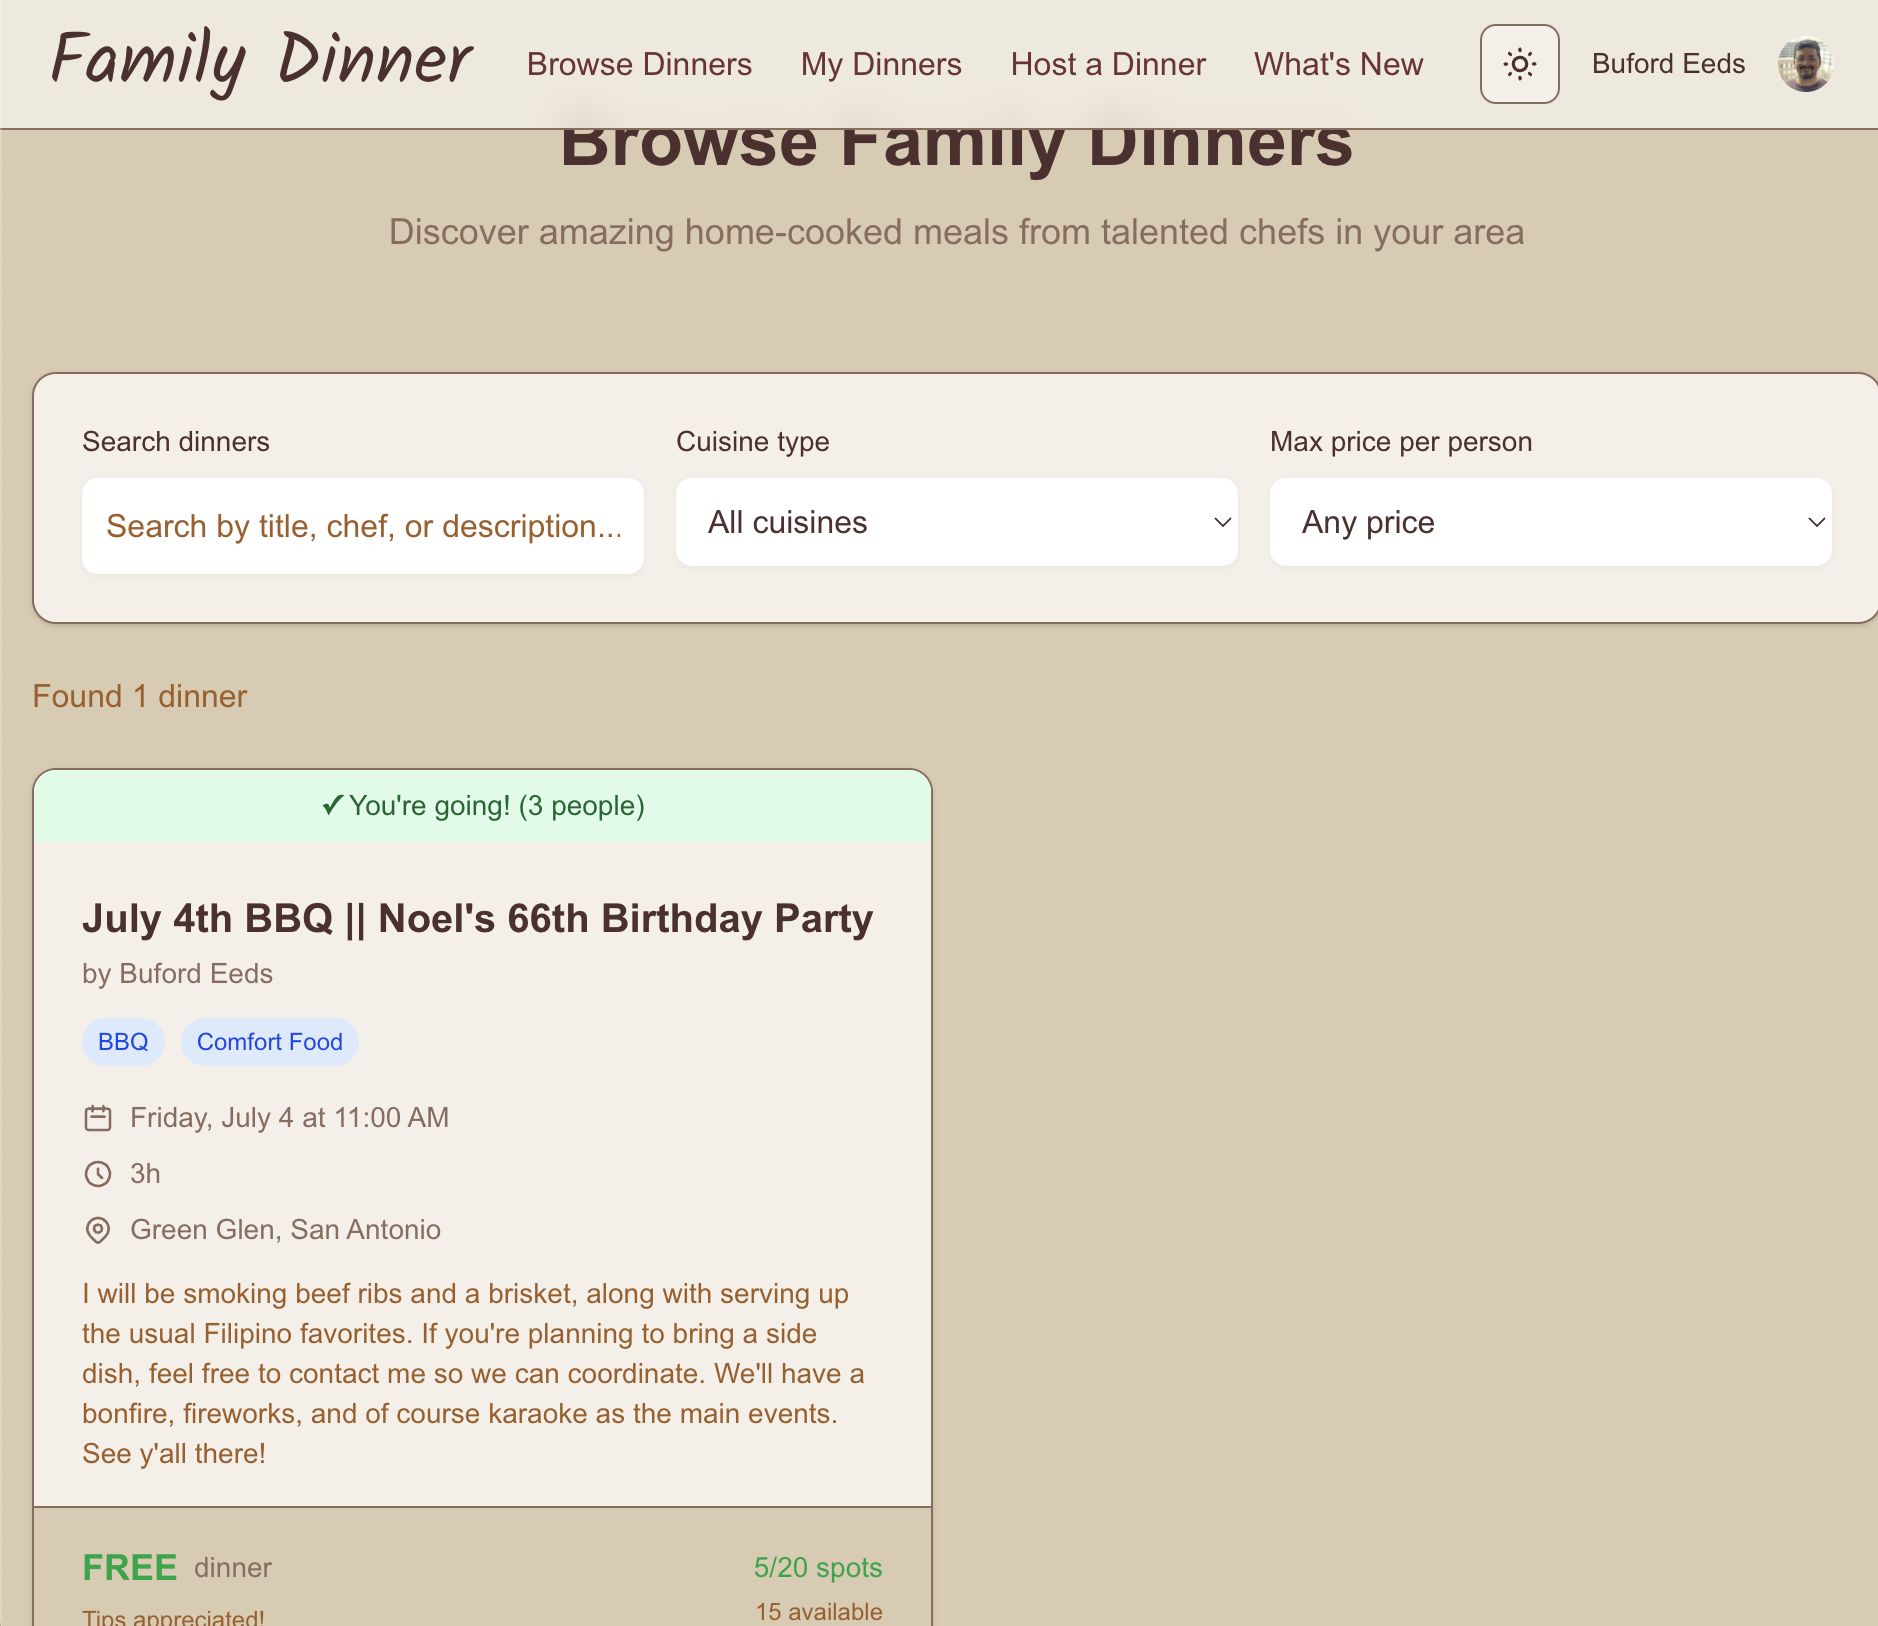 Family Dinner
Browse Dinners
My Dinners
Host a Dinner
What's New
Buford Eeds
Browse Family Dinners
Discover amazing home-cooked meals from talented chefs in your area
Search dinners
Cuisine type
Max price per person
Search by title, chef, or description...
All cuisines
Any price
Found 1 dinner
✓You're going! (3 people)
July 4th BBQ || Noel's 66th Birthday Party
by Buford Eeds
BBQ
Comfort Food
Friday, July 4 at 11:00 AM
3h
Green Glen, San Antonio
I will be smoking beef ribs and a brisket, along with serving up
the usual Filipino favorites. If you're planning to bring a side
dish, feel free to contact me so we can coordinate. We'll have a
bonfire, fireworks, and of course karaoke as the main events.
See y'all there!
FREE dinner
5/20 spots
Tips appreciated!
15 available